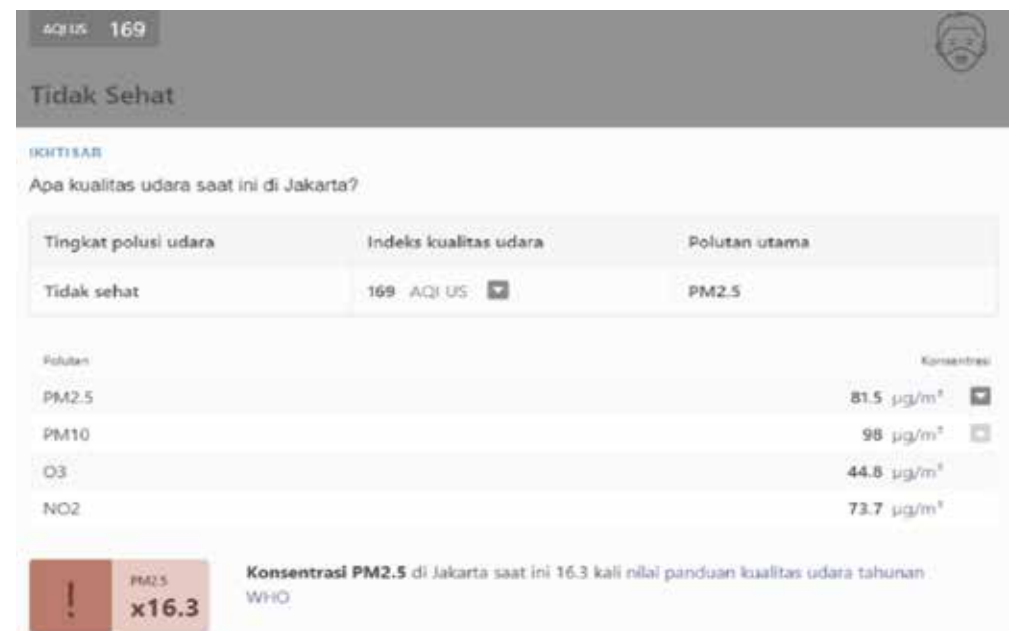 AQI US 169
Tidak Sehat
IKHTISAR
Apa kualitas udara saat ini di Jakarta?
Tingkat polusi udara Indeks kualitas udara Polutan utama
Tidak sehat 169 AQI US PM2.5
Polutan Konsentrasi
PM2.5 81.5 µg/m³
PM10 98 µg/m³
O3 44.8 µg/m³
NO2 73.7 µg/m³
! PM2.5
x16.3
Konsentrasi PM2.5 di Jakarta saat ini 16.3 kali nilai panduan kualitas udara tahunan
WHO